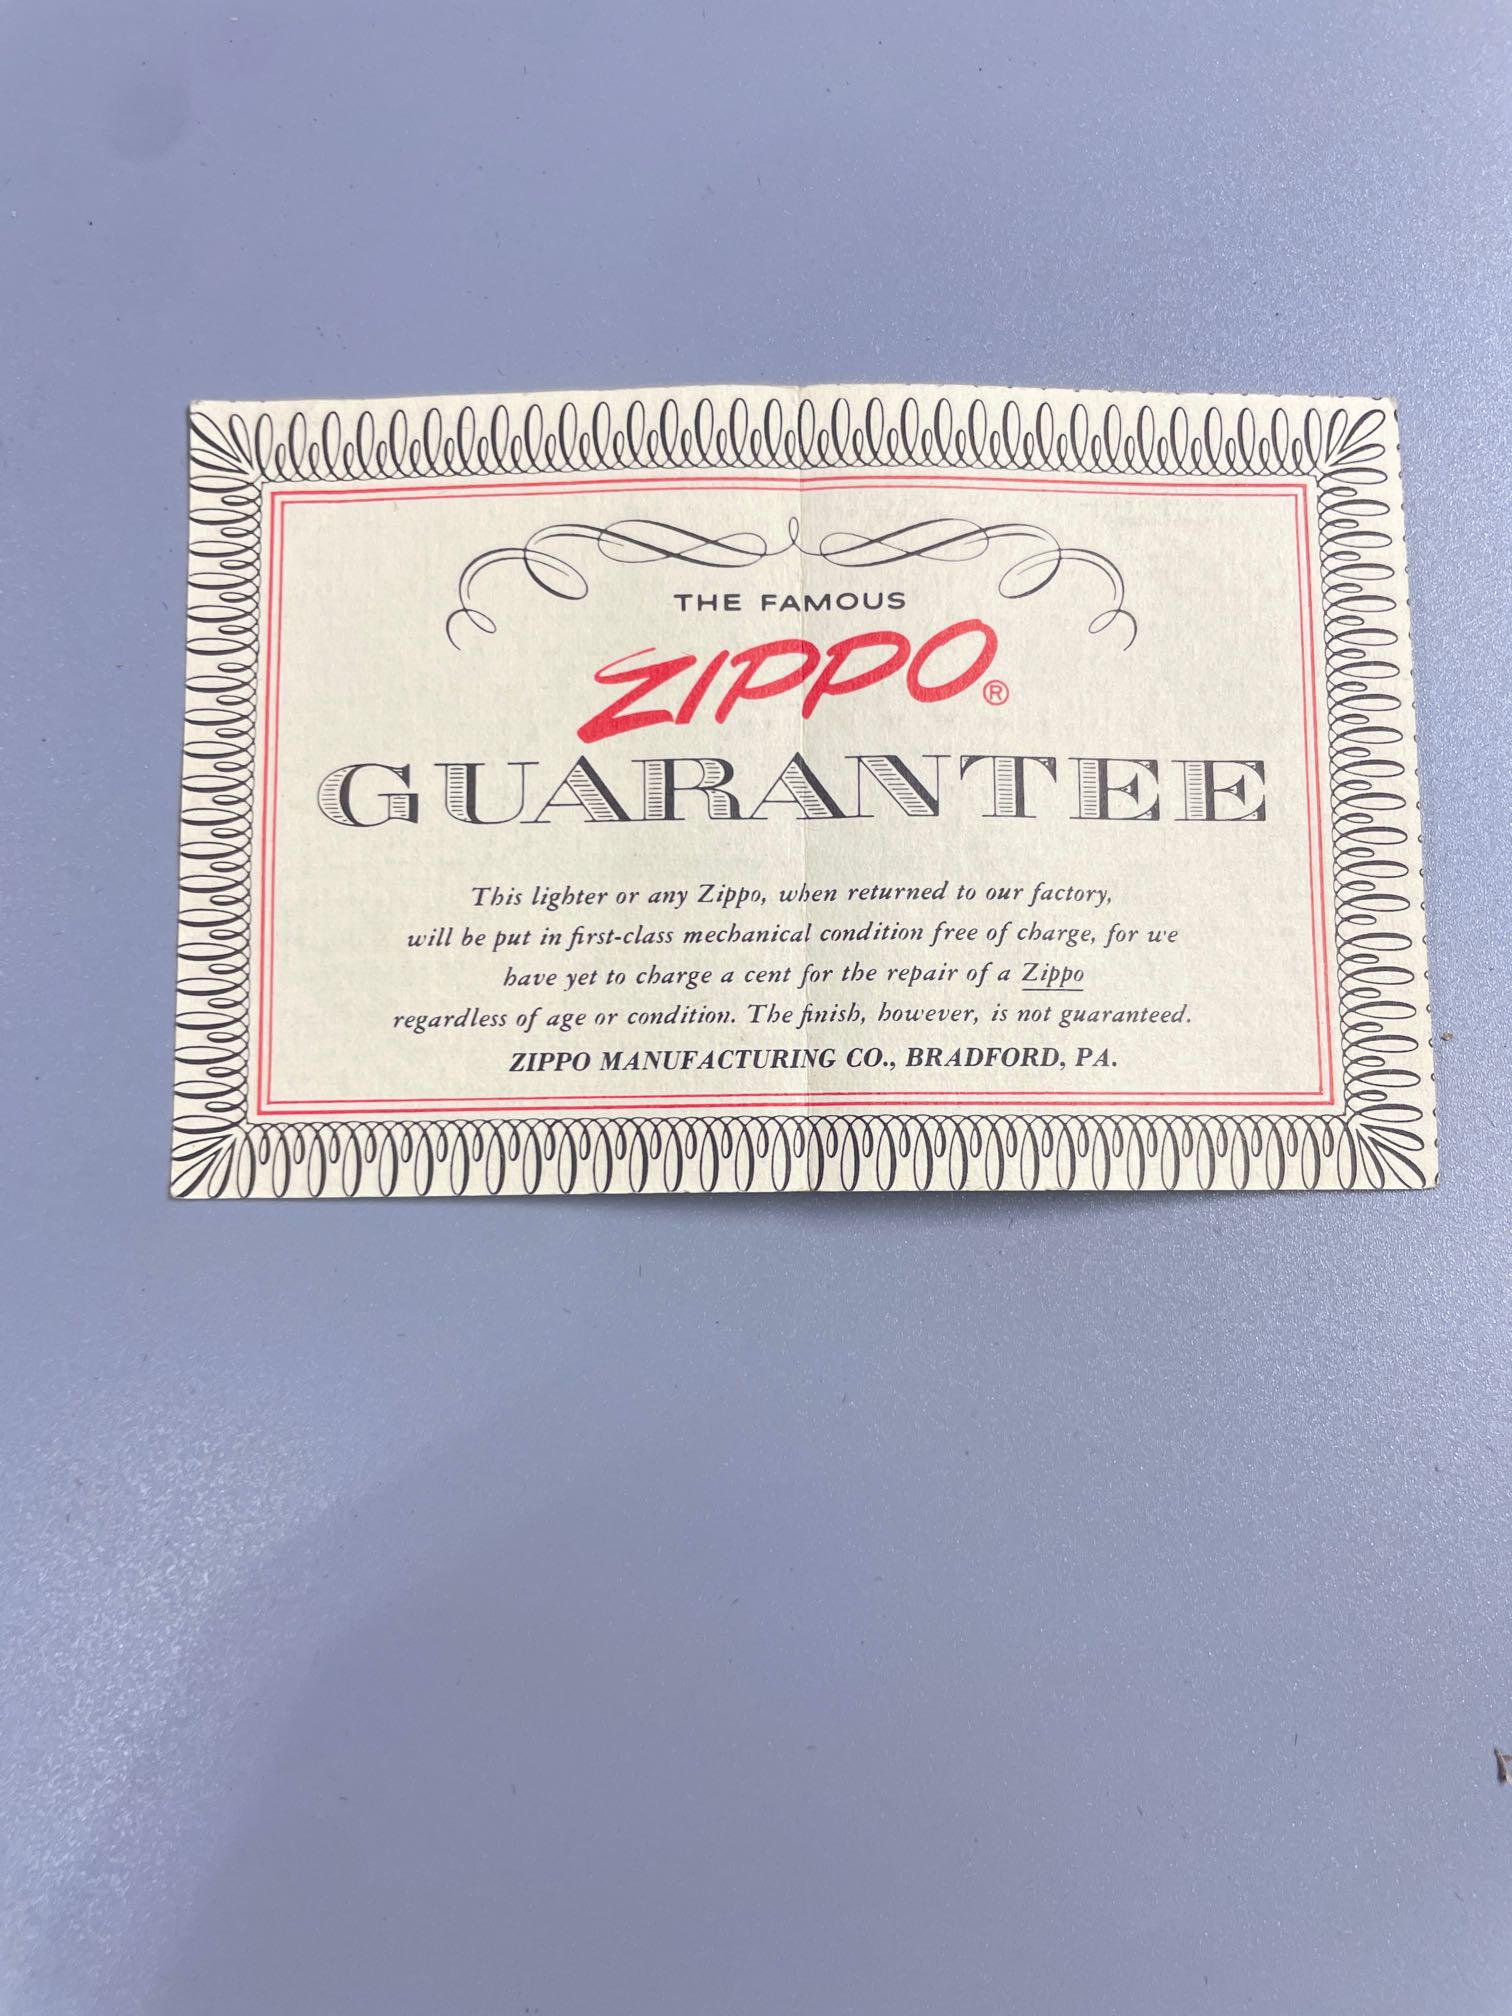 THE FAMOUS
ZIPPO®
GUARANTEE
This lighter or any Zippo, when returned to our factory,
will be put in first-class mechanical condition free of charge, for we
have yet to charge a cent for the repair of a Zippo
regardless of age or condition. The finish, however, is not guaranteed.
ZIPPO MANUFACTURING CO., BRADFORD, PA.